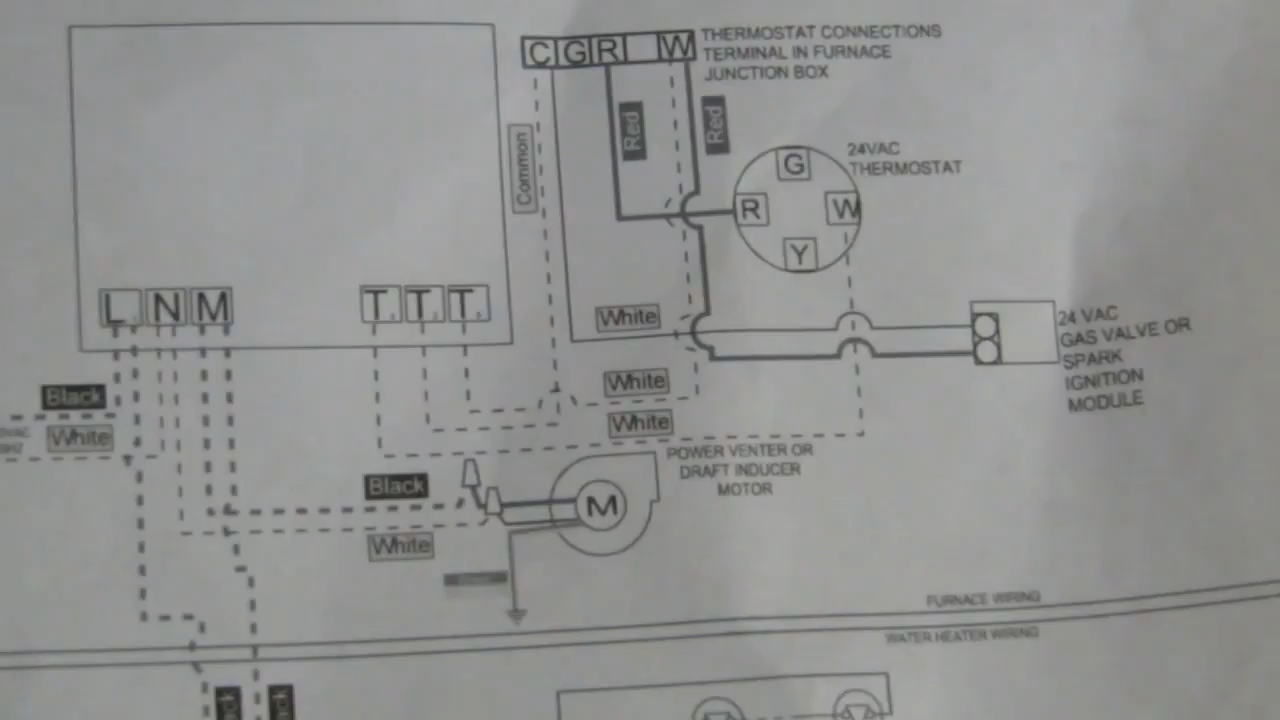 C G R W
THERMOSTAT CONNECTIONS
TERMINAL IN FURNACE
JUNCTION BOX
Red
Red
Common
24VAC
THERMOSTAT
G
R
W
Y
L N M
T T T
White
24 VAC
GAS VALVE OR
SPARK
IGNITION
MODULE
Black
White
White
White
POWER VENTER OR
DRAFT INDUCER
MOTOR
Black
M
White
FURNACE WIRING
WATER HEATER WIRING